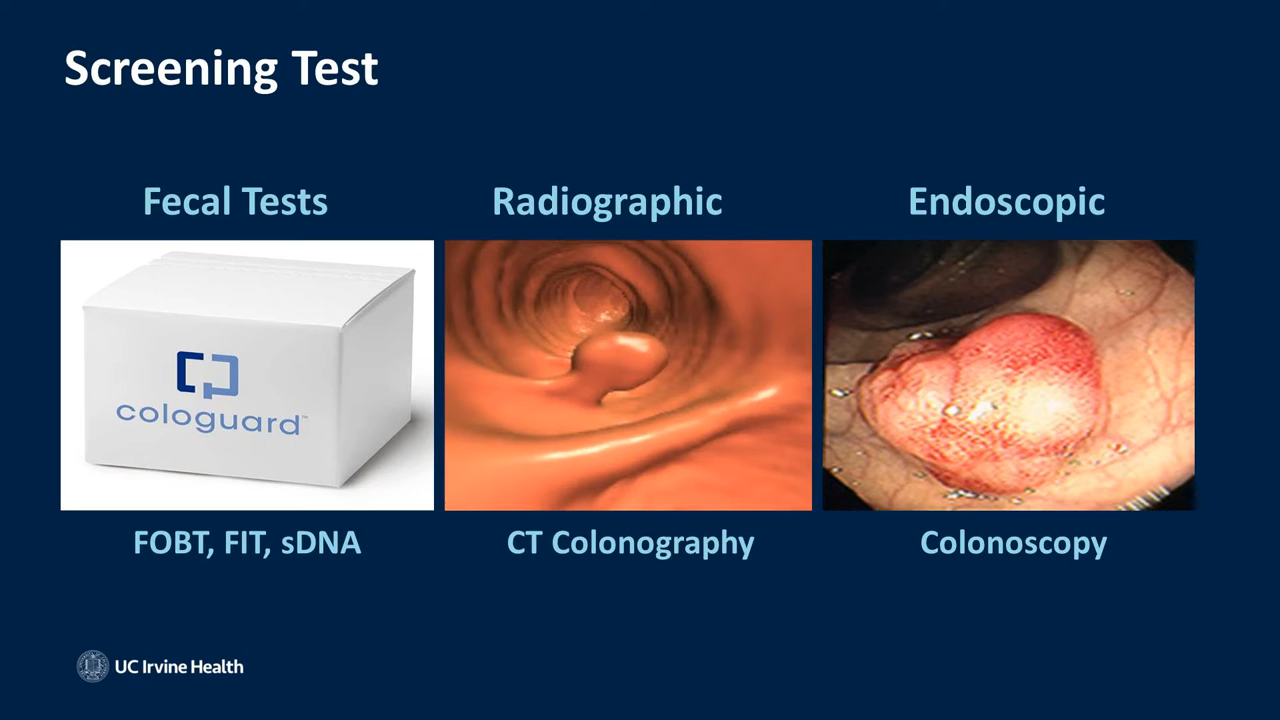 Screening Test
Fecal Tests
Radiographic
Endoscopic
cologuard™
FOBT, FIT, sDNA
CT Colonography
Colonoscopy
UC Irvine Health